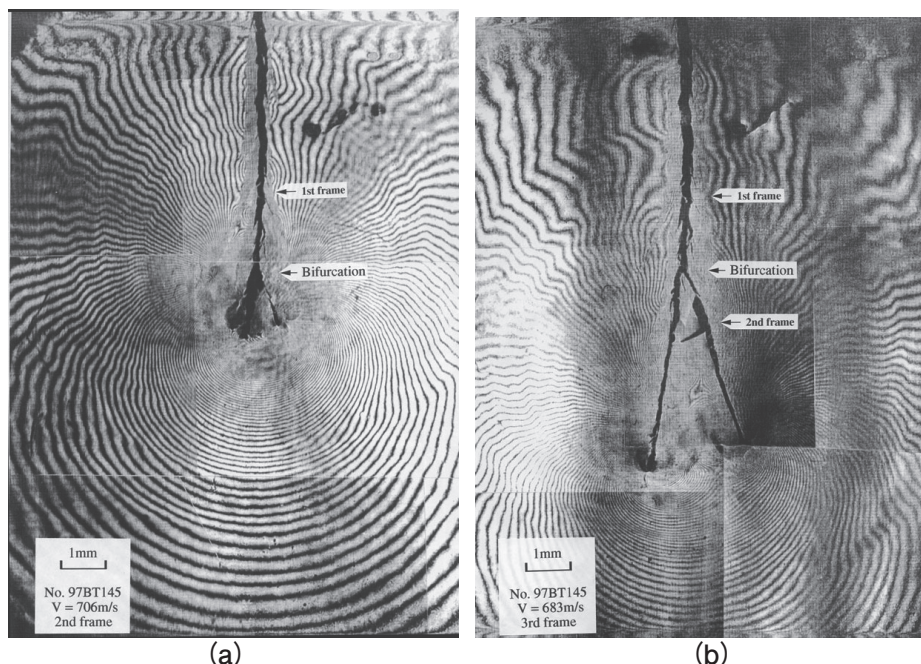 1st frame
Bifurcation
1mm
No. 97BT145
V = 706m/s
2nd frame
(a)
1st frame
Bifurcation
2nd frame
1mm
No. 97BT145
V = 683m/s
3rd frame
(b)